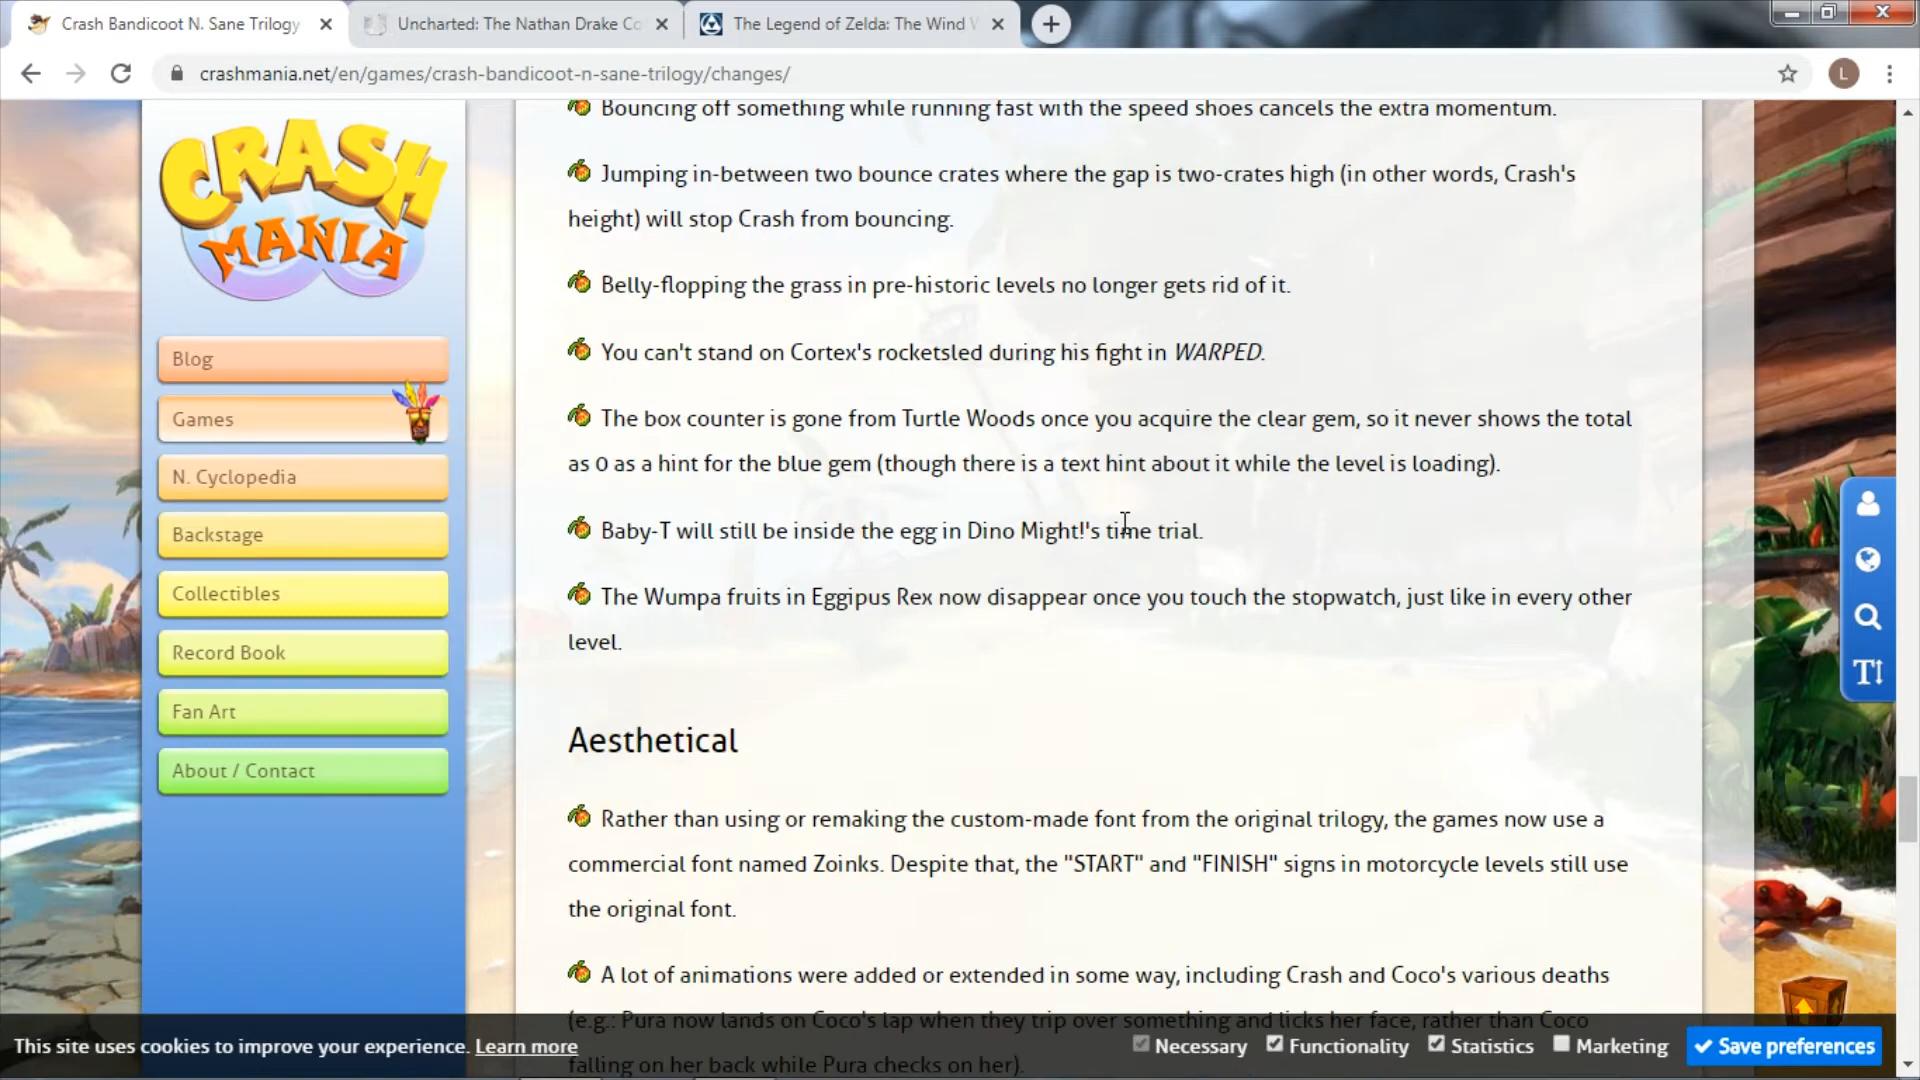 Crash Bandicoot N. Sane Trilogy
Uncharted: The Nathan Drake Co
The Legend of Zelda: The Wind W
crashmania.net/en/games/crash-bandicoot-n-sane-trilogy/changes/
L
CRASH
MANIA
Blog
Games
N. Cyclopedia
Backstage
Collectibles
Record Book
Fan Art
About / Contact
Bouncing off something while running fast with the speed shoes cancels the extra momentum.
Jumping in-between two bounce crates where the gap is two-crates high (in other words, Crash's
height) will stop Crash from bouncing.
Belly-flopping the grass in pre-historic levels no longer gets rid of it.
You can't stand on Cortex's rocketsled during his fight in WARPED.
The box counter is gone from Turtle Woods once you acquire the clear gem, so it never shows the total
as 0 as a hint for the blue gem (though there is a text hint about it while the level is loading).
Baby-T will still be inside the egg in Dino Might!'s time trial.
The Wumpa fruits in Eggipus Rex now disappear once you touch the stopwatch, just like in every other
level.
Aesthetical
Rather than using or remaking the custom-made font from the original trilogy, the games now use a
commercial font named Zoinks. Despite that, the "START" and "FINISH" signs in motorcycle levels still use
the original font.
A lot of animations were added or extended in some way, including Crash and Coco's various deaths
(e.g.: Pura now lands on Coco's lap when they trip over something and licks her face, rather than Coco
falling on her back while Pura checks on her).
T
This site uses cookies to improve your experience. Learn more
Necessary Functionality Statistics Marketing Save preferences